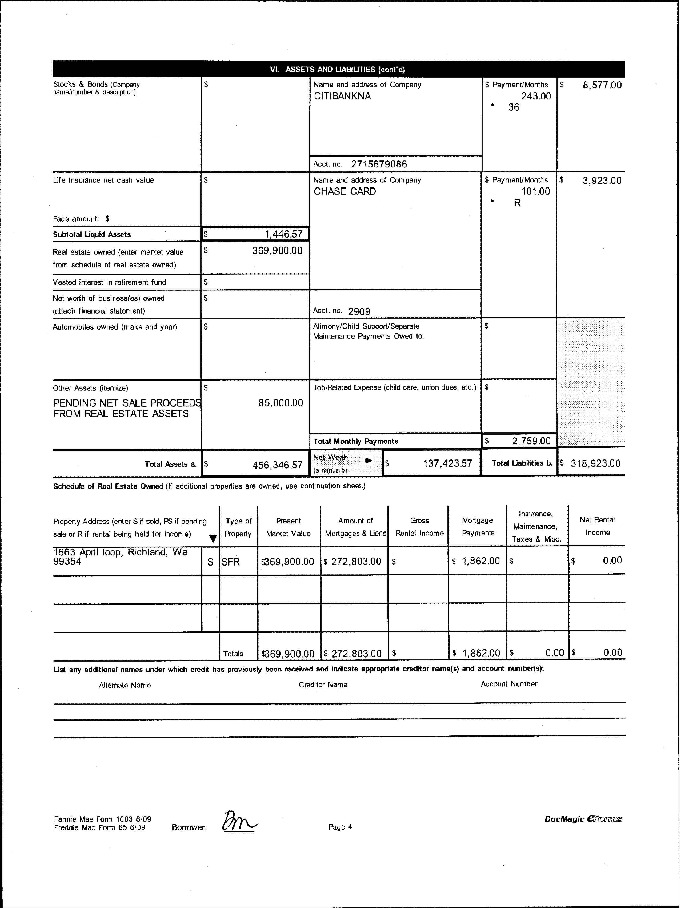 VI. ASSETS AND LIABILITIES (cont'd)
Stocks & Bonds (Company
name/number & description)
$
Name and address of Company
CITIBANKNA
$ Payment/Months
243.00
* 36
$ 8,577.00
Acct. no. 2715679086
Life insurance net cash value
$
Face amount: $
Name and address of Company
CHASE CARD
$ Payment/Months
101.00
* R
$ 3,923.00
Subtotal Liquid Assets
$ 1,446.57
Real estate owned (enter market value
from schedule of real estate owned)
$ 369,900.00
Vested interest in retirement fund
$
Net worth of business(es) owned
(attach financial statement)
$
Acct. no. 2909
Automobiles owned (make and year)
$
Alimony/Child Support/Separate
Maintenance Payments Owed to:
$
Other Assets (itemize)
$
PENDING NET SALE PROCEEDS
FROM REAL ESTATE ASSETS
85,000.00
Job-Related Expense (child care, union dues, etc.)
$
Total Monthly Payments
$ 2,759.00
Total Assets a.
$ 456,346.57
Net Worth
(a minus b)
$ 137,423.57
Total Liabilities b.
$ 318,923.00
Schedule of Real Estate Owned (If additional properties are owned, use continuation sheet.)
Property Address (enter S if sold, PS if pending
sale or R if rental being held for income)
Type of
Property
Present
Market Value
Amount of
Mortgages & Liens
Gross
Rental Income
Mortgage
Payments
Insurance,
Maintenance,
Taxes & Misc.
Net Rental
Income
1663 April loop, Richland, Wa
99354
S SFR $369,900.00 $ 272,803.00 $ $ 1,862.00 $ $ 0.00
Totals $369,900.00 $ 272,803.00 $ $ 1,862.00 $ 0.00 $ 0.00
List any additional names under which credit has previously been received and indicate appropriate creditor name(s) and account number(s):
Alternate Name Creditor Name Account Number
Fannie Mae Form 1003 6/09
Freddie Mac Form 65 6/09
Borrower:
Page 4
DocMagic